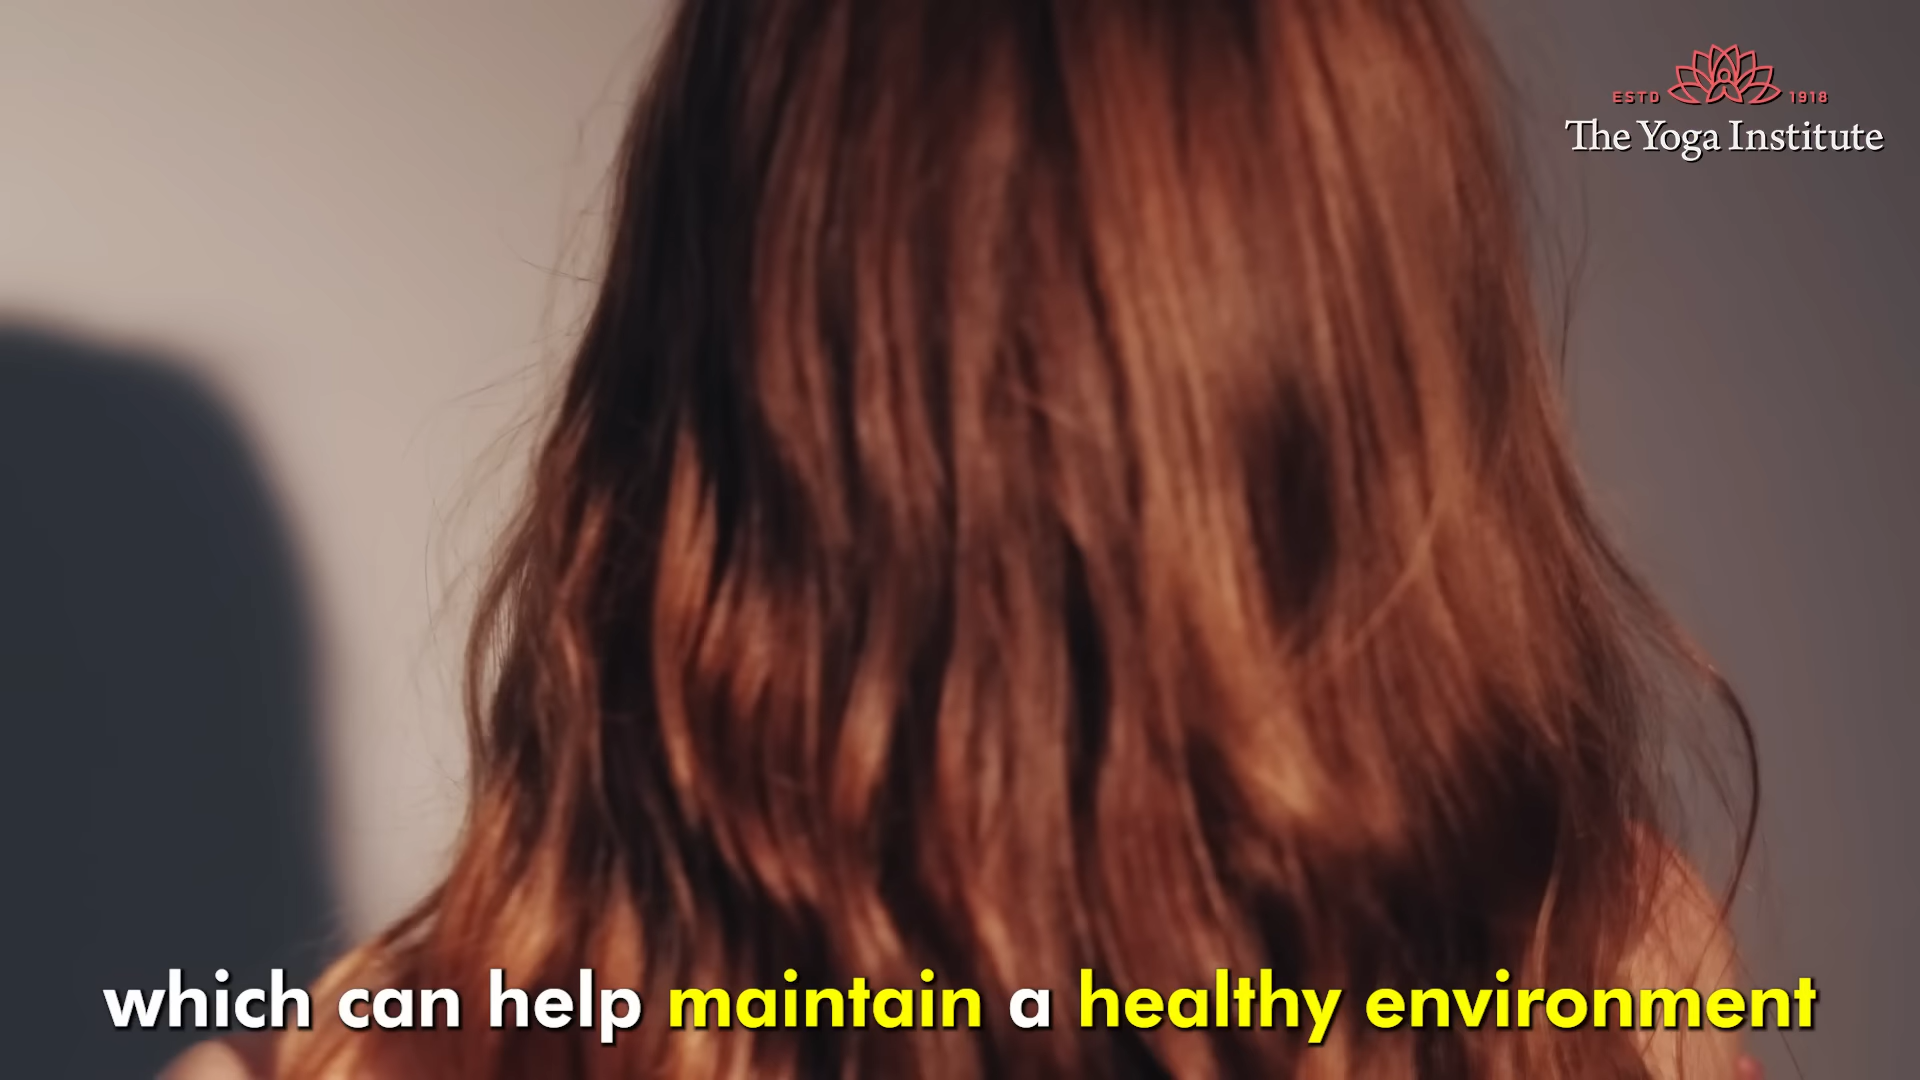 ESTD 1918
The Yoga Institute
which can help maintain a healthy environment